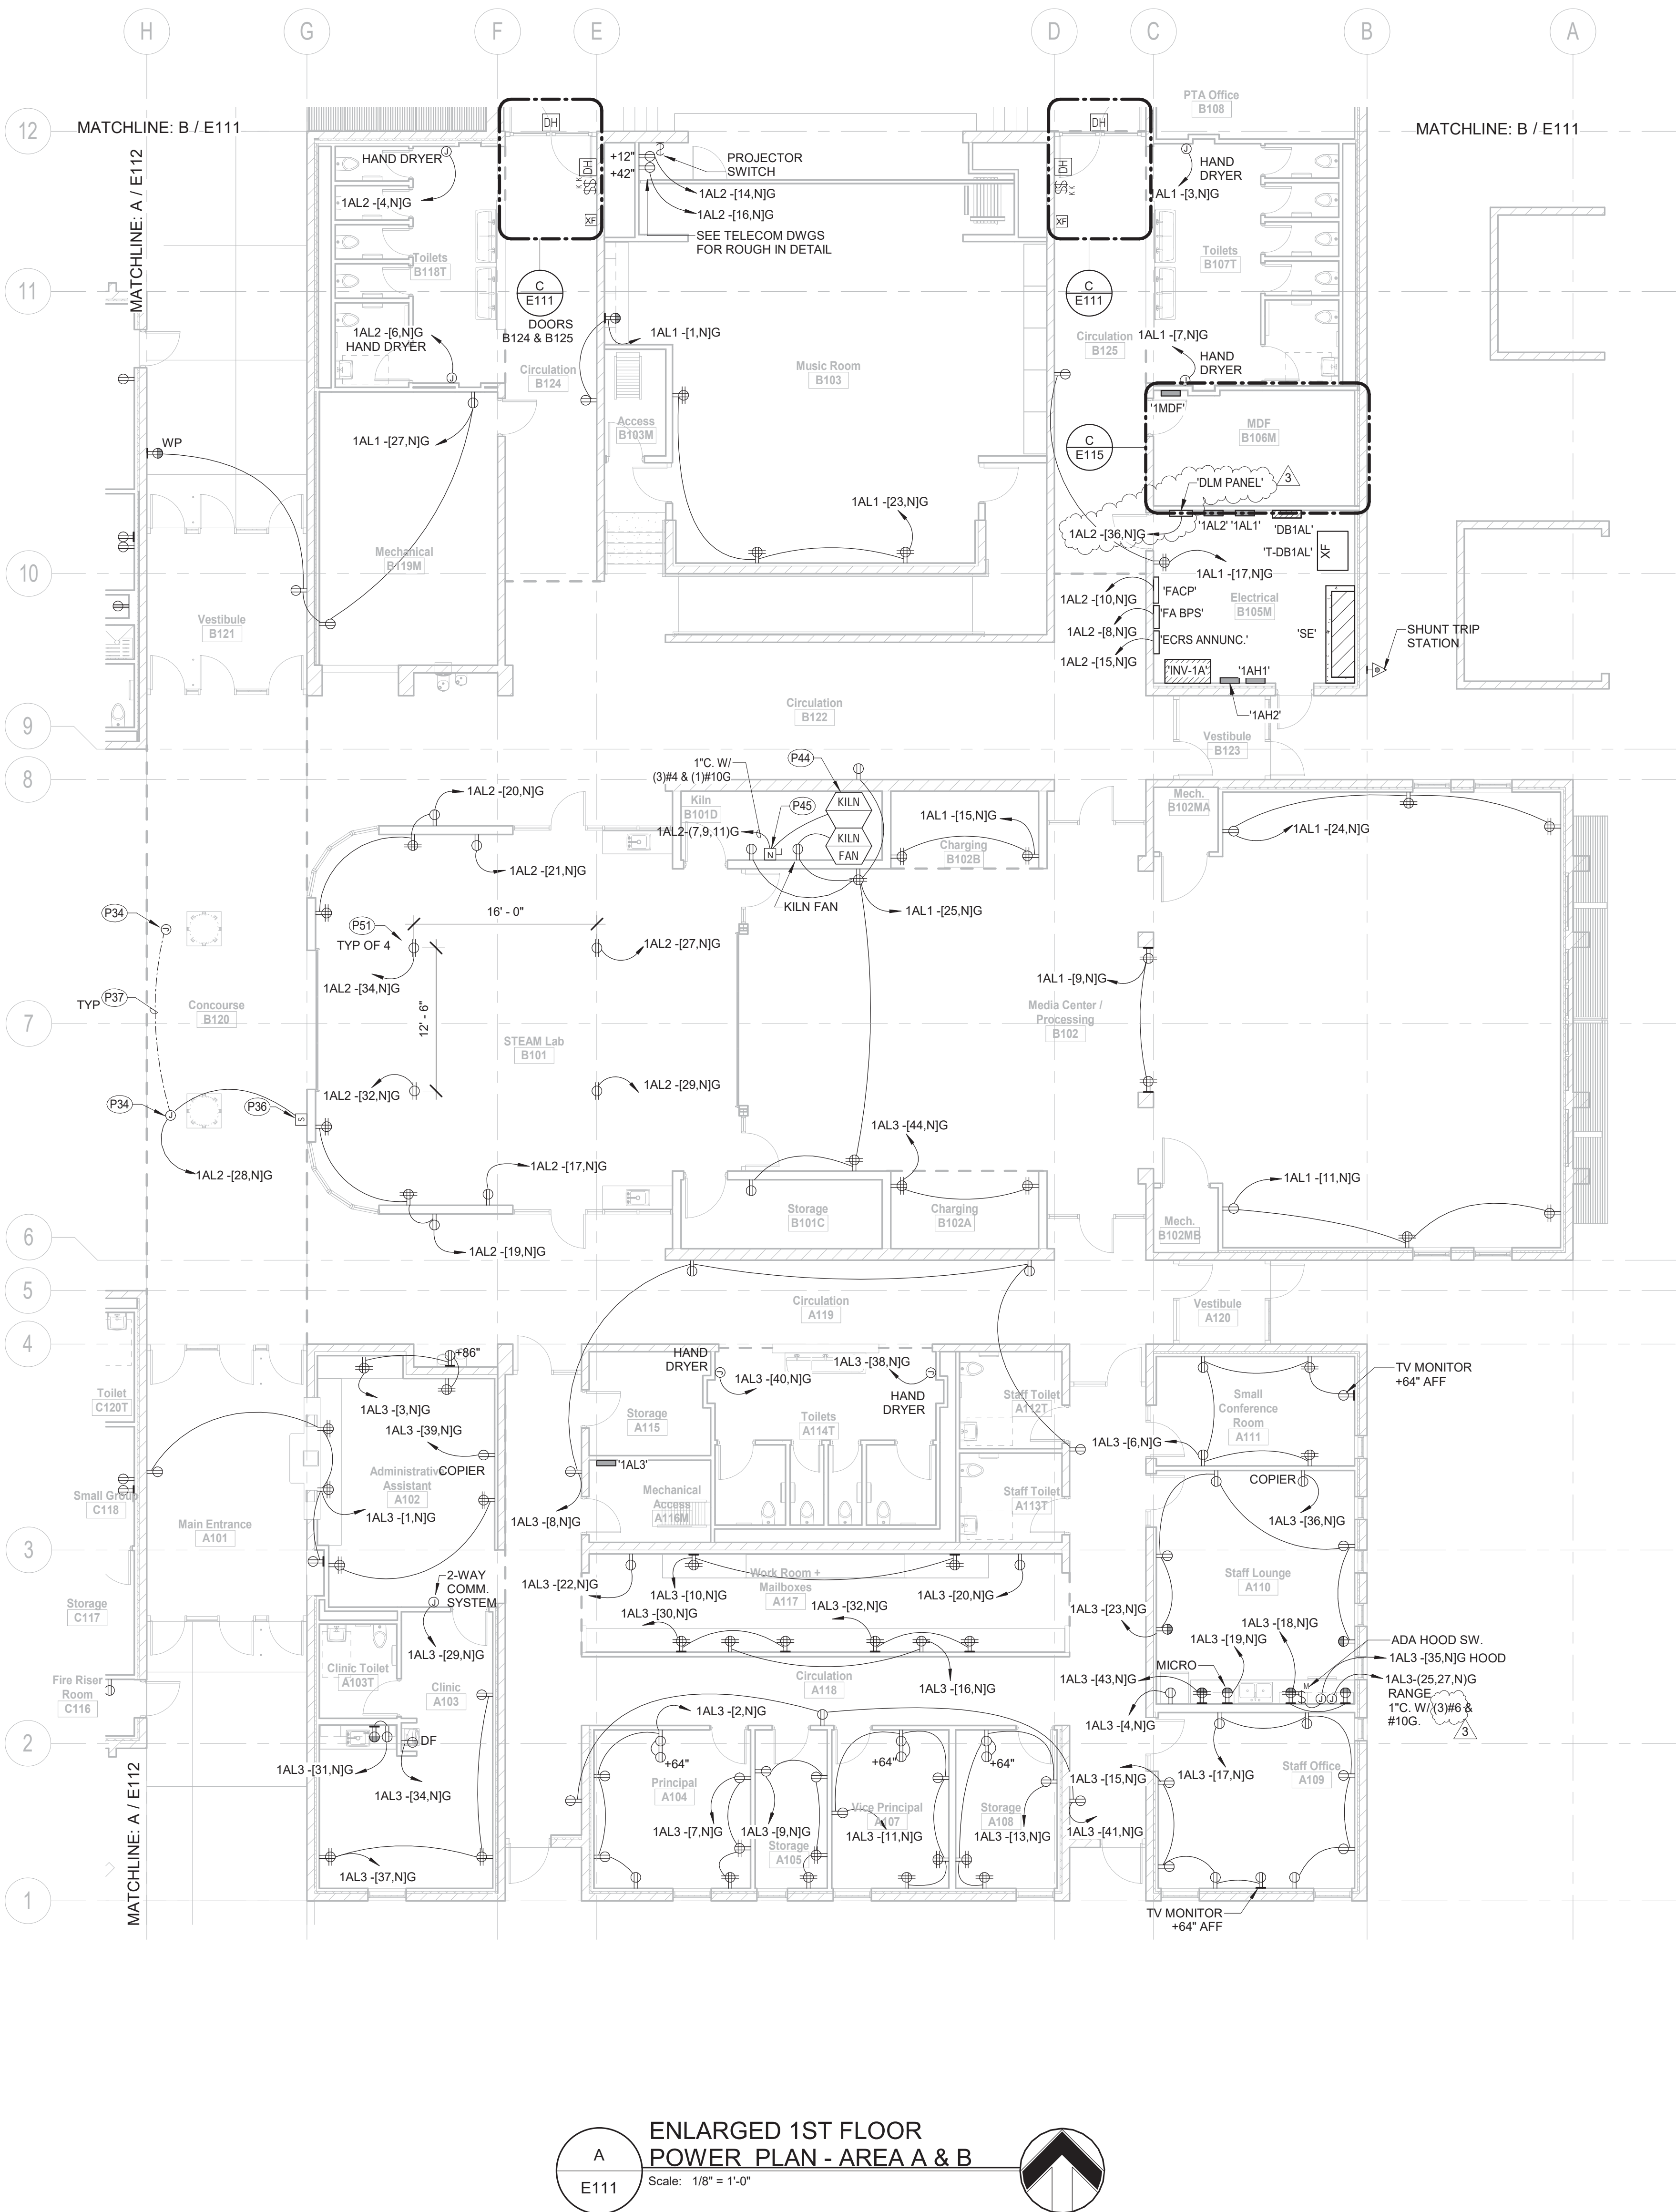 H
G
F
E
D
C
B
A
12
MATCHLINE: B / E111
MATCHLINE: B / E111
MATCHLINE: A / E112
PTA Office
B108
DH
DH
HAND DRYER
J
1AL2 -[4,N]G
DH
K K
SS
XF
+12"
+42"
PROJECTOR
SWITCH
1AL2 -[14,N]G
1AL2 -[16,N]G
SEE TELECOM DWGS
FOR ROUGH IN DETAIL
DH
SS
K K
XF
J
HAND
DRYER
1AL1 -[3,N]G
Toilets
B118T
Toilets
B107T
11
C
E111
DOORS
B124 & B125
C
E111
1AL2 -[6,N]G
HAND DRYER
J
1AL1 -[1,N]G
Circulation
B125
1AL1 -[7,N]G
HAND
DRYER
J
Circulation
B124
Music Room
B103
'1MDF'
MDF
B106M
Access
B103M
C
E115
WP
1AL1 -[27,N]G
'DLM PANEL'
3
1AL1 -[23,N]G
1AL2 -[36,N]G
'1AL2'
'1AL1'
'DB1AL'
'T-DB1AL'
XF
Mechanical
B119M
10
1AL1 -[17,N]G
1AL2 -[10,N]G
'FACP'
Electrical
B105M
'FA BPS'
1AL2 -[8,N]G
'ECRS ANNUNC.'
1AL2 -[15,N]G
'SE'
SHUNT TRIP
STATION
Vestibule
B121
'INV-1A'
'1AH1'
'1AH2'
Circulation
B122
9
Vestibule
B123
8
1"C. W/
(3)#4 & (1)#10G
P44
P45
KILN
KILN
FAN
Kiln
B101D
1AL2-(7,9,11)G
N
KILN FAN
1AL2 -[20,N]G
1AL2 -[21,N]G
1AL1 -[15,N]G
Charging
B102B
Mech.
B102MA
1AL1 -[24,N]G
1AL1 -[25,N]G
P34
J
P51
TYP OF 4
16' - 0"
1AL2 -[27,N]G
1AL2 -[34,N]G
12' - 6"
1AL1 -[9,N]G
TYP
P37
Concourse
B120
7
STEAM Lab
B101
Media Center /
Processing
B102
1AL2 -[32,N]G
1AL2 -[29,N]G
P34
J
P36
S
1AL2 -[28,N]G
1AL2 -[17,N]G
1AL3 -[44,N]G
1AL1 -[11,N]G
Storage
B101C
Charging
B102A
Mech.
B102MB
6
1AL2 -[19,N]G
5
Circulation
A119
Vestibule
A120
4
+86"
HAND
DRYER
J
1AL3 -[40,N]G
1AL3 -[38,N]G
J
HAND
DRYER
TV MONITOR
+64" AFF
Toilet
C120T
1AL3 -[3,N]G
1AL3 -[39,N]G
COPIER
Storage
A115
Toilets
A114T
Staff Toilet
A112T
Small
Conference
Room
A111
1AL3 -[6,N]G
'1AL3'
Administrative
Assistant
A102
COPIER
Small Group
C118
Main Entrance
A101
1AL3 -[1,N]G
1AL3 -[8,N]G
Mechanical
Access
A116M
Staff Toilet
A113T
1AL3 -[36,N]G
3
2-WAY
COMM.
SYSTEM
J
1AL3 -[22,N]G
1AL3 -[10,N]G
Work Room +
Mailboxes
A117
1AL3 -[20,N]G
Staff Lounge
A110
Storage
C117
1AL3 -[30,N]G
1AL3 -[32,N]G
1AL3 -[23,N]G
1AL3 -[18,N]G
1AL3 -[19,N]G
ADA HOOD SW.
1AL3 -[35,N]G HOOD
1AL3-(25,27,N)G
RANGE
1"C. W/ (3)#6 &
#10G.
3
1AL3 -[29,N]G
Clinic Toilet
A103T
Clinic
A103
Circulation
A118
1AL3 -[16,N]G
MICRO
1AL3 -[43,N]G
M
S
J
J
Fire Riser
Room
C116
1AL3 -[4,N]G
1AL3 -[2,N]G
2
DF
1AL3 -[31,N]G
1AL3 -[34,N]G
+64"
+64"
+64"
Principal
A104
Vice Principal
A107
Storage
A108
1AL3 -[15,N]G
1AL3 -[17,N]G
Staff Office
A109
1AL3 -[7,N]G
1AL3 -[9,N]G
1AL3 -[11,N]G
1AL3 -[13,N]G
1AL3 -[41,N]G
Storage
A105
1AL3 -[37,N]G
MATCHLINE: A / E112
1
TV MONITOR
+64" AFF
A
E111
ENLARGED 1ST FLOOR
POWER PLAN - AREA A & B
Scale: 1/8" = 1'-0"